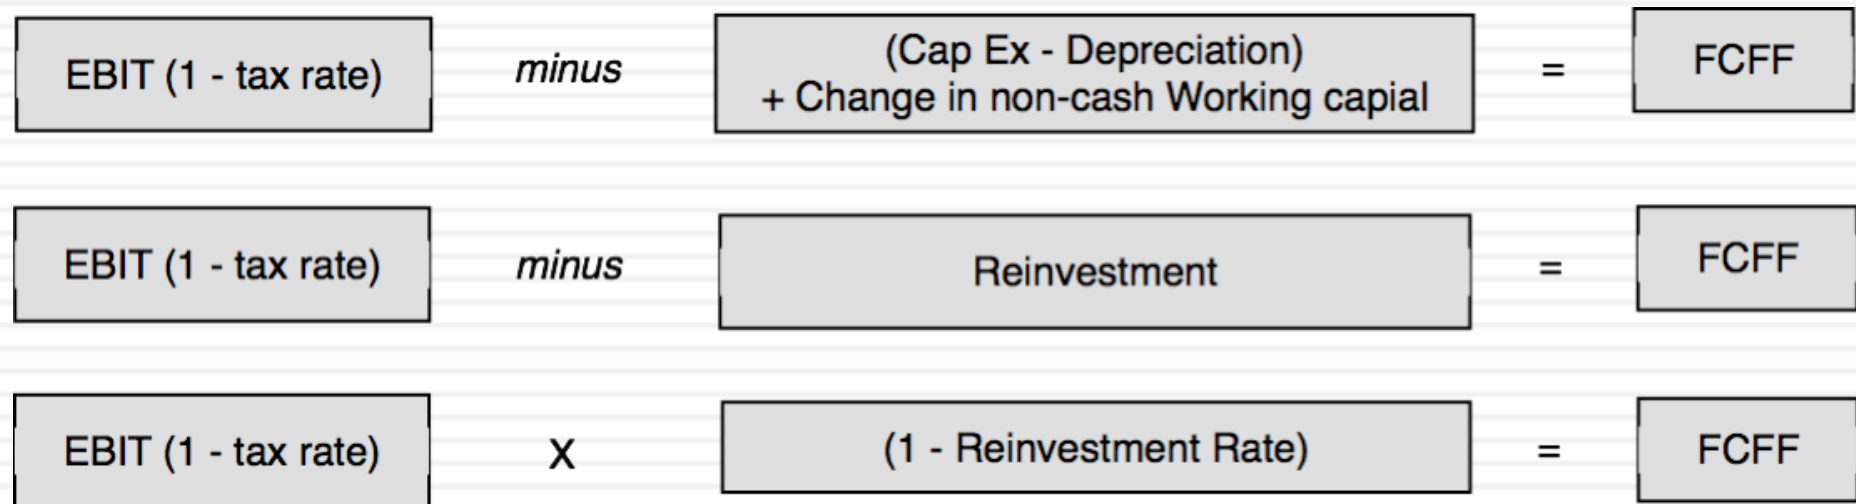 EBIT (1 - tax rate) minus (Cap Ex - Depreciation) = FCFF
+ Change in non-cash Working capial
EBIT (1 - tax rate) minus Reinvestment = FCFF
EBIT (1 - tax rate) X (1 - Reinvestment Rate) = FCFF